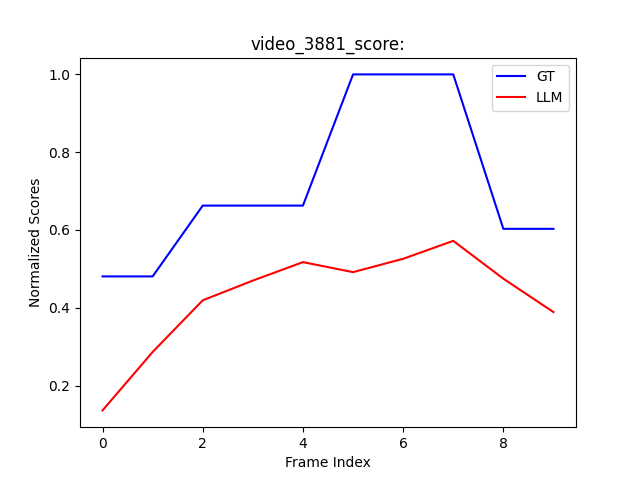 video_3881_score:
Normalized Scores
1.0
0.8
0.6
0.4
0.2
GT
LLM
0 2 4 6 8
Frame Index